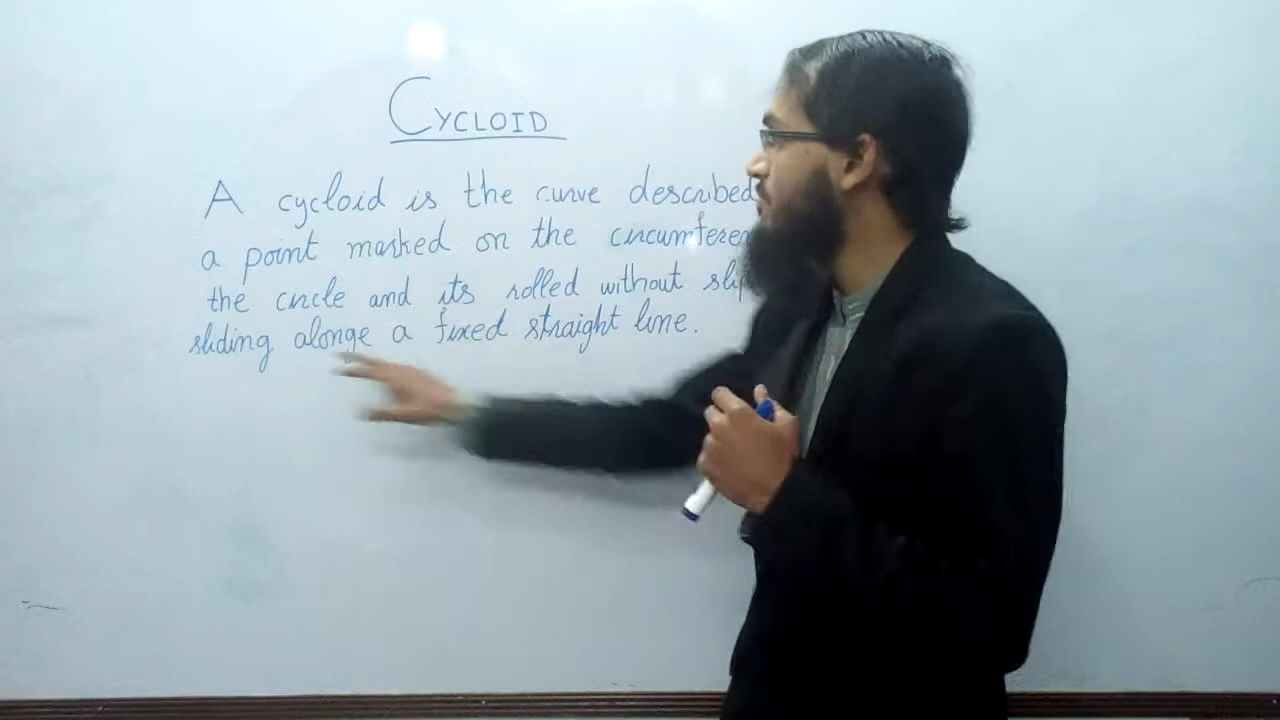 CYCLOID
A cycloid is the curve described
a point marked on the circumferen
the circle and its rolled without slip
sliding alonge a fixed straight line.